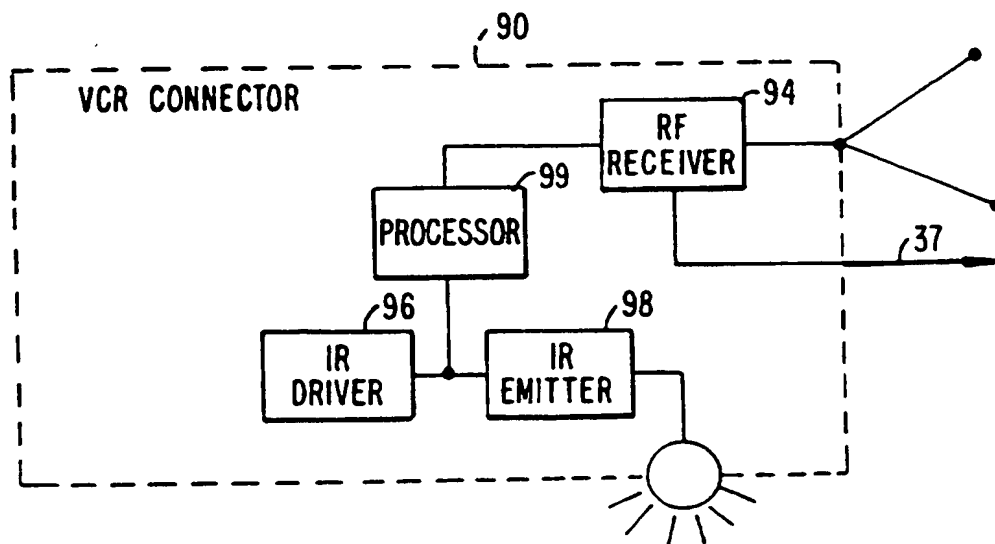 90
VCR CONNECTOR
94
RF
RECEIVER
99
PROCESSOR
37
96
IR
DRIVER
98
IR
EMITTER